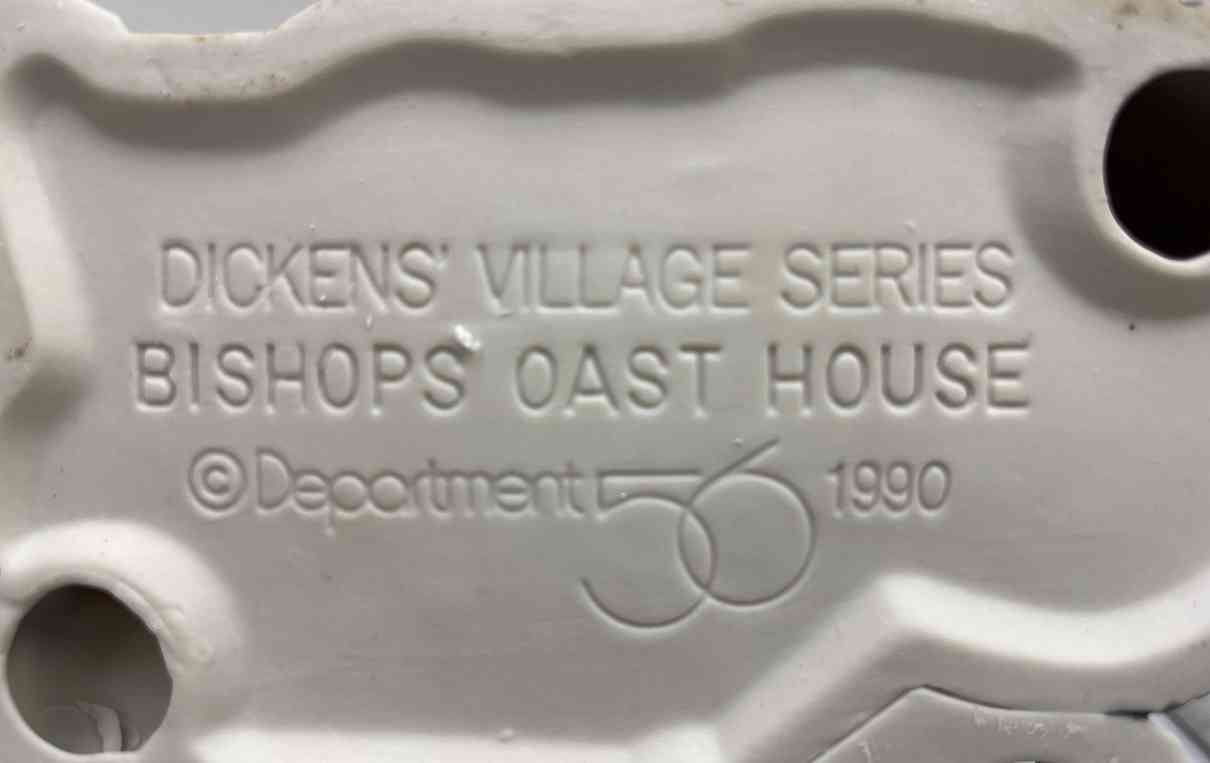 DICKENS' VILLAGE SERIES
BISHOPS OAST HOUSE
©Department 56 1990